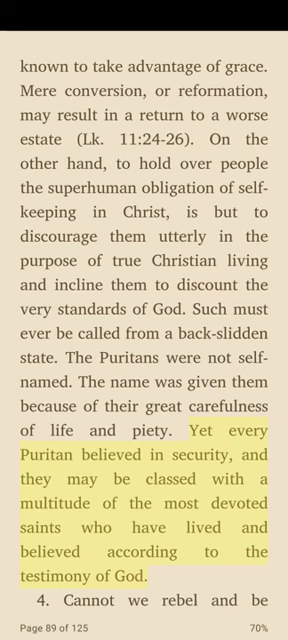 known to take advantage of grace.
Mere conversion, or reformation,
may result in a return to a worse
estate (Lk. 11:24-26). On the
other hand, to hold over people
the superhuman obligation of self-
keeping in Christ, is but to
discourage them utterly in the
purpose of true Christian living
and incline them to discount the
very standards of God. Such must
ever be called from a back-slidden
state. The Puritans were not self-
named. The name was given them
because of their great carefulness
of life and piety. Yet every
Puritan believed in security, and
they may be classed with a
multitude of the most devoted
saints who have lived and
believed according to the
testimony of God.
4. Cannot we rebel and be
Page 89 of 125 70%